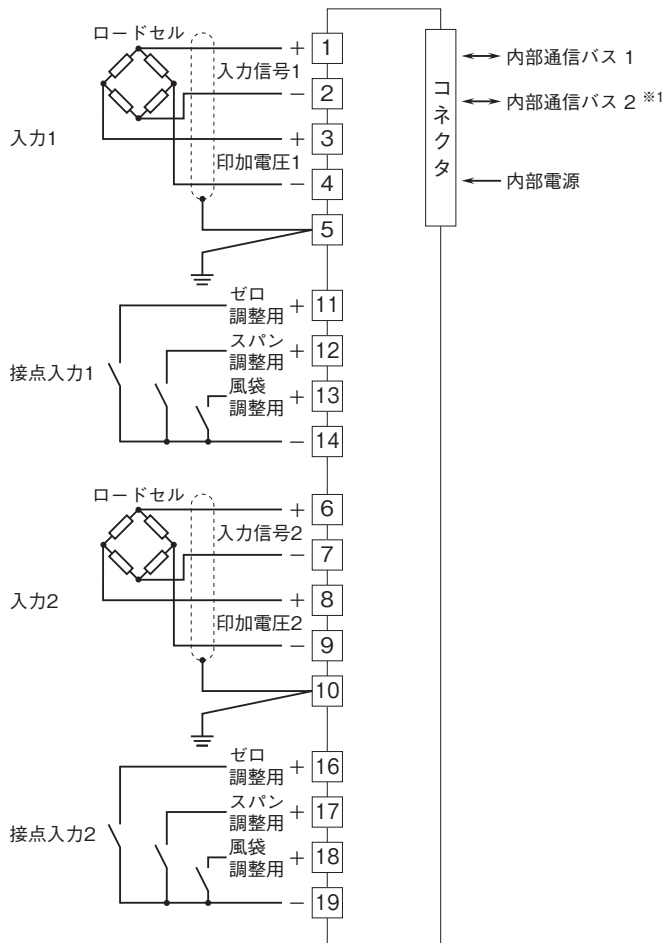 ロードセル
+ 1
入力信号1
− 2
入力1
+ 3
印加電圧1
− 4
5
コネクタ
内部通信バス 1
内部通信バス 2 ※1
内部電源
ゼロ
調整用 + 11
スパン
調整用 + 12
接点入力1
風袋
調整用 + 13
− 14
ロードセル
+ 6
入力信号2
− 7
入力2
+ 8
印加電圧2
− 9
10
ゼロ
調整用 + 16
スパン
調整用 + 17
接点入力2
風袋
調整用 + 18
− 19